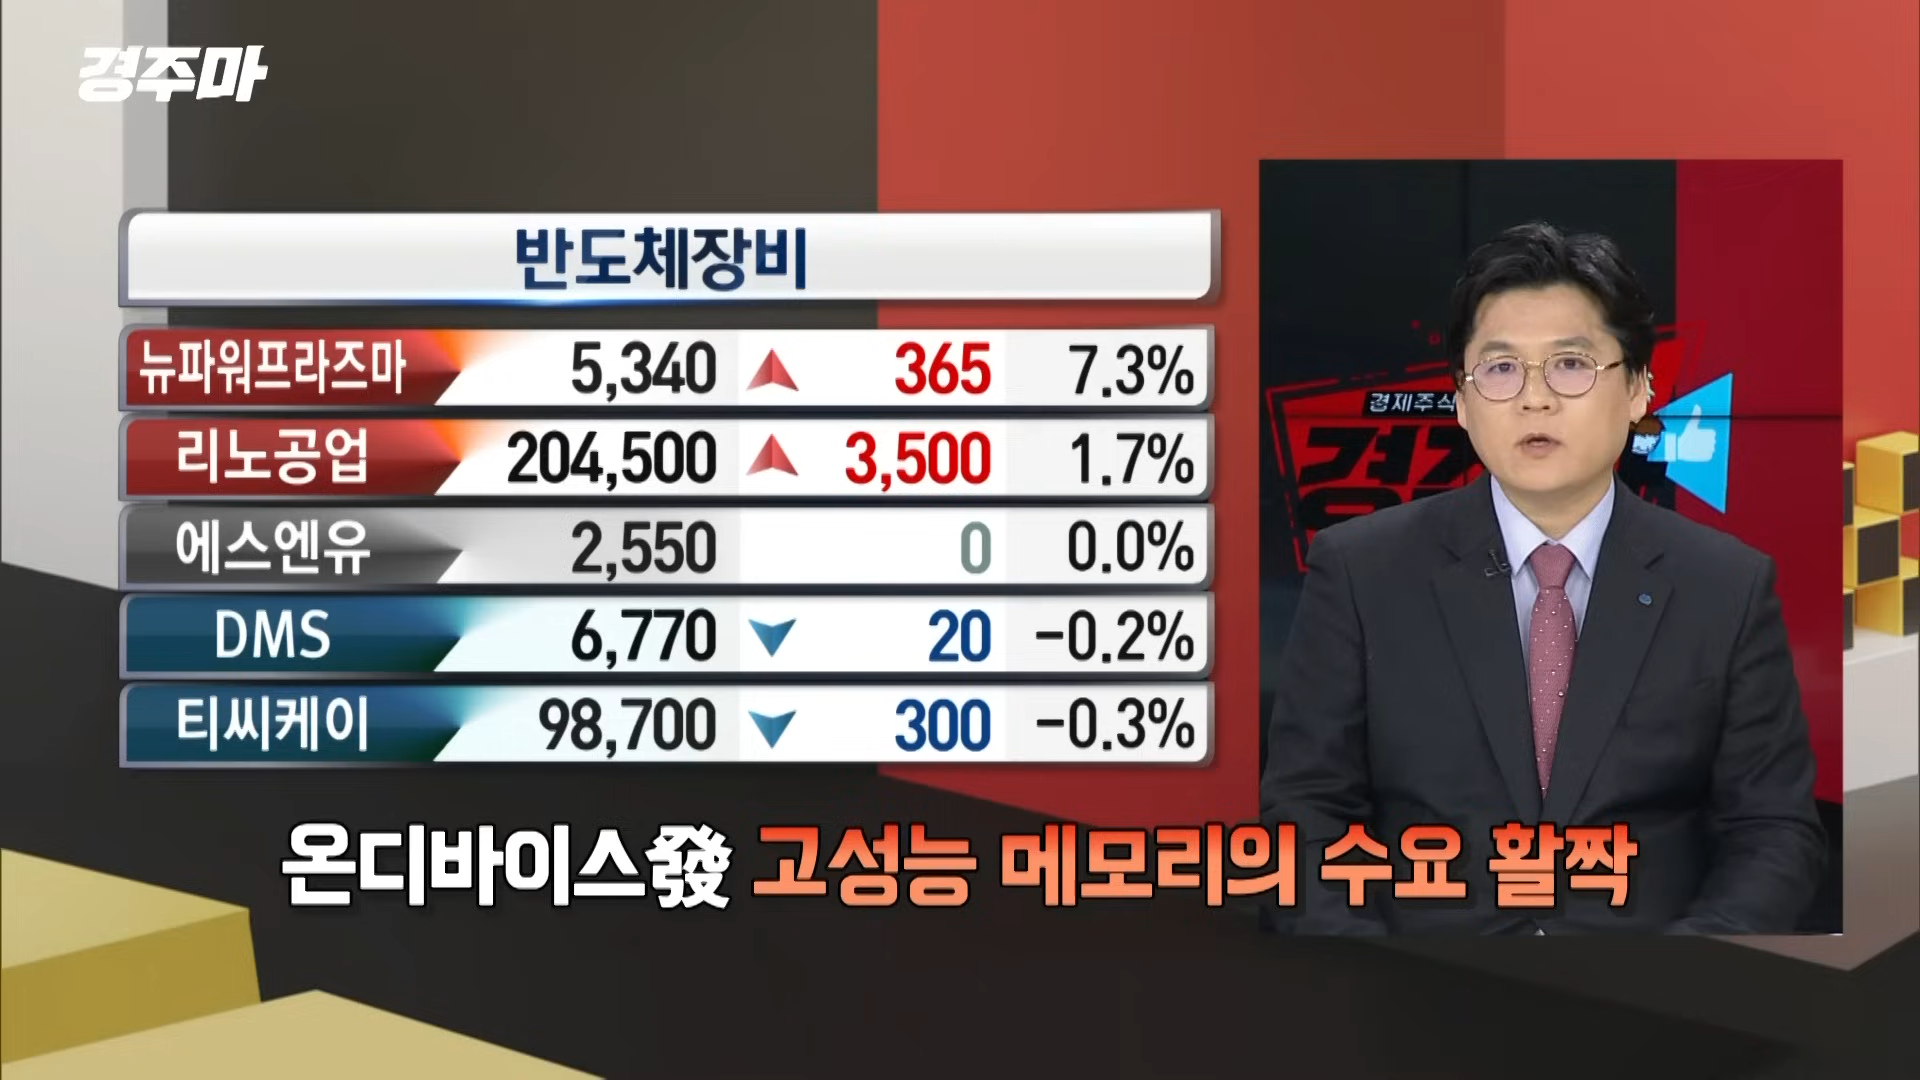 경주마
반도체장비
뉴파워프라즈마 5,340 ▲ 365 7.3%
리노공업 204,500 ▲ 3,500 1.7%
에스엔유 2,550 0 0.0%
DMS 6,770 ▼ 20 -0.2%
티씨케이 98,700 ▼ 300 -0.3%
경제주식
온디바이스發 고성능 메모리의 수요 활짝